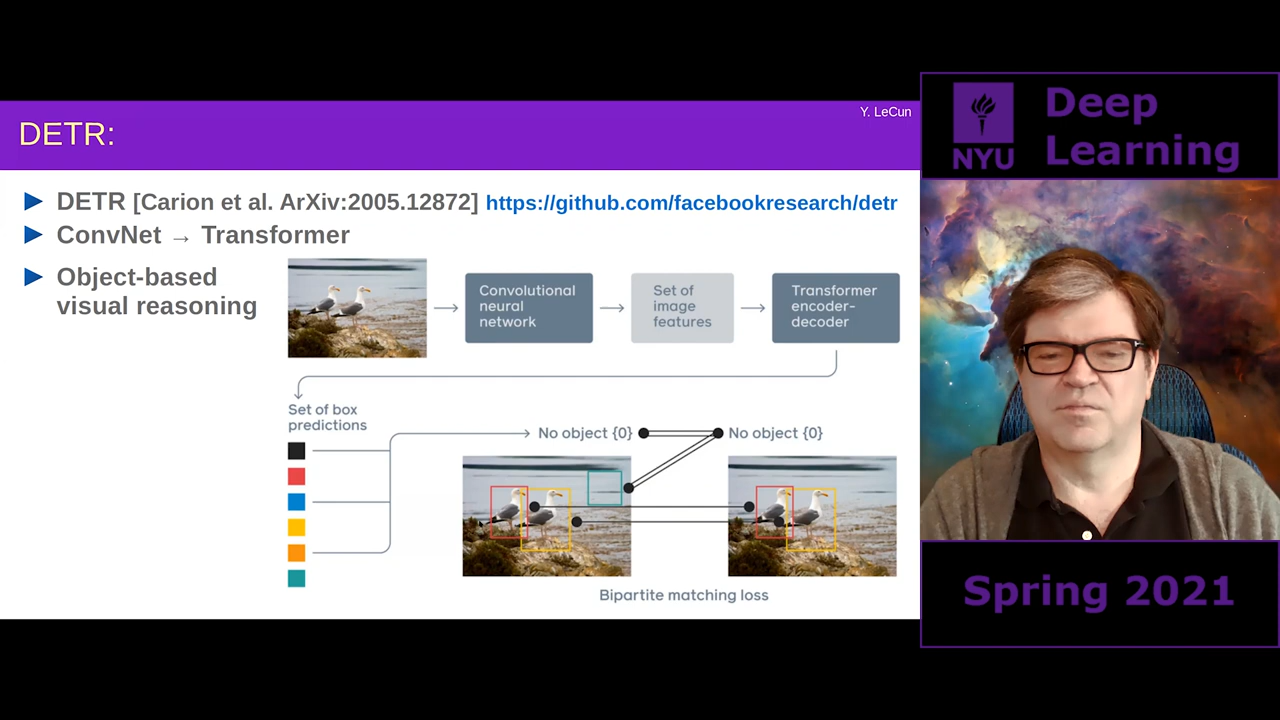 Y. LeCun
DETR:
DETR [Carion et al. ArXiv:2005.12872] https://github.com/facebookresearch/detr
ConvNet → Transformer
Object-based
visual reasoning
Convolutional
neural
network
Set of
image
features
Transformer
encoder-
decoder
Set of box
predictions
No object {0}
No object {0}
Bipartite matching loss
NYU
Deep
Learning
Spring 2021